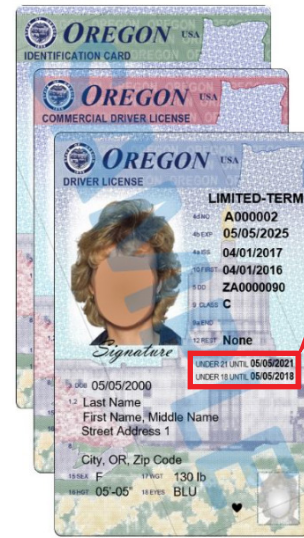 OREGON USA
IDENTIFICATION CARD
OREGON USA
COMMERCIAL DRIVER LICENSE
OREGON USA
DRIVER LICENSE
LIMITED-TERM
4d NO A000002
4b EXP 05/05/2025
4a ISS 04/01/2017
10 FIRST 04/01/2016
5 DD ZA0000090
9 CLASS C
9a END
12 REST None
Signature
UNDER 21 UNTIL 05/05/2021
UNDER 18 UNTIL 05/05/2018
3 DOB 05/05/2000
1,2 Last Name
First Name, Middle Name
Street Address 1
8
City, OR, Zip Code
15 SEX F 17 WGT 130 lb
16 HGT 05'-05" 18 EYES BLU